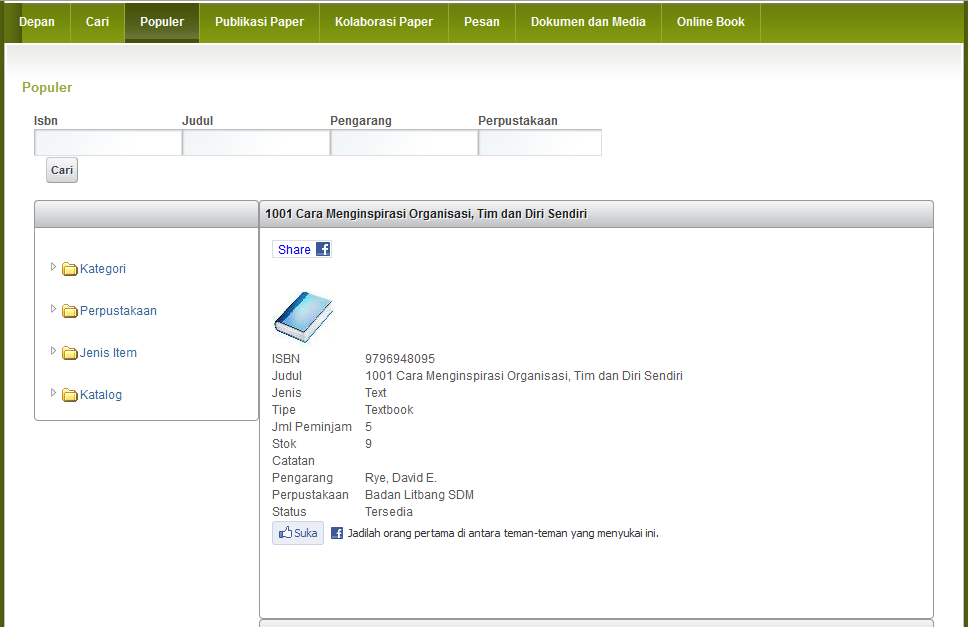 Depan Cari Populer Publikasi Paper Kolaborasi Paper Pesan Dokumen dan Media Online Book
Populer
Isbn Judul Pengarang Perpustakaan
Cari
1001 Cara Menginspirasi Organisasi, Tim dan Diri Sendiri
Kategori
Perpustakaan
Jenis Item
Katalog
Share
ISBN 9796948095
Judul 1001 Cara Menginspirasi Organisasi, Tim dan Diri Sendiri
Jenis Text
Tipe Textbook
Jml Peminjam 5
Stok 9
Catatan
Pengarang Rye, David E.
Perpustakaan Badan Litbang SDM
Status Tersedia
Suka Jadilah orang pertama di antara teman-teman yang menyukai ini.